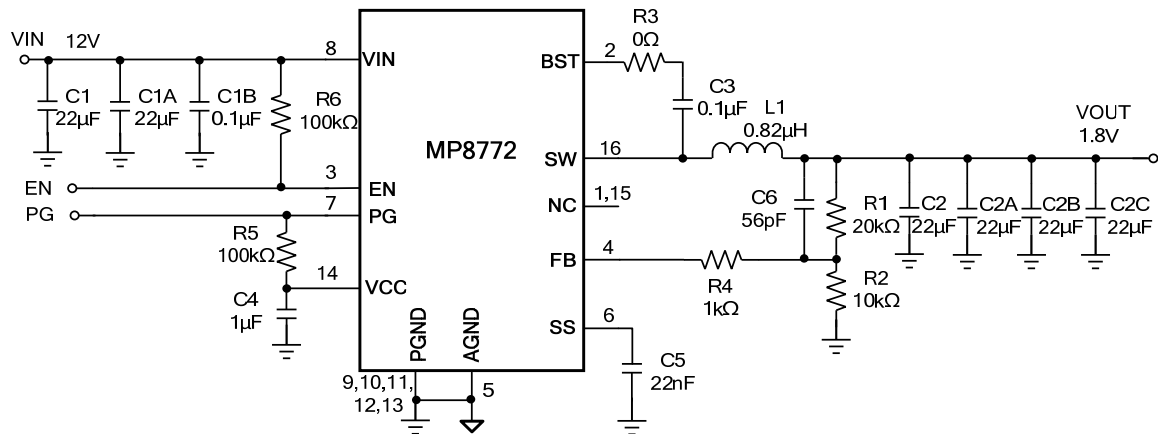 VIN 12V
8
VIN
C1
22µF
C1A
22µF
C1B
0.1µF
R6
100kΩ
EN
3
EN
PG
7
PG
R5
100kΩ
14
VCC
C4
1µF
MP8772
PGND
AGND
9,10,11,
12,13
5
BST
2
R3
0Ω
C3
0.1µF
L1
0.82µH
SW
16
NC
1,15
FB
4
R4
1kΩ
C6
56pF
R1
20kΩ
R2
10kΩ
SS
6
C5
22nF
C2
22µF
C2A
22µF
C2B
22µF
C2C
22µF
VOUT
1.8V